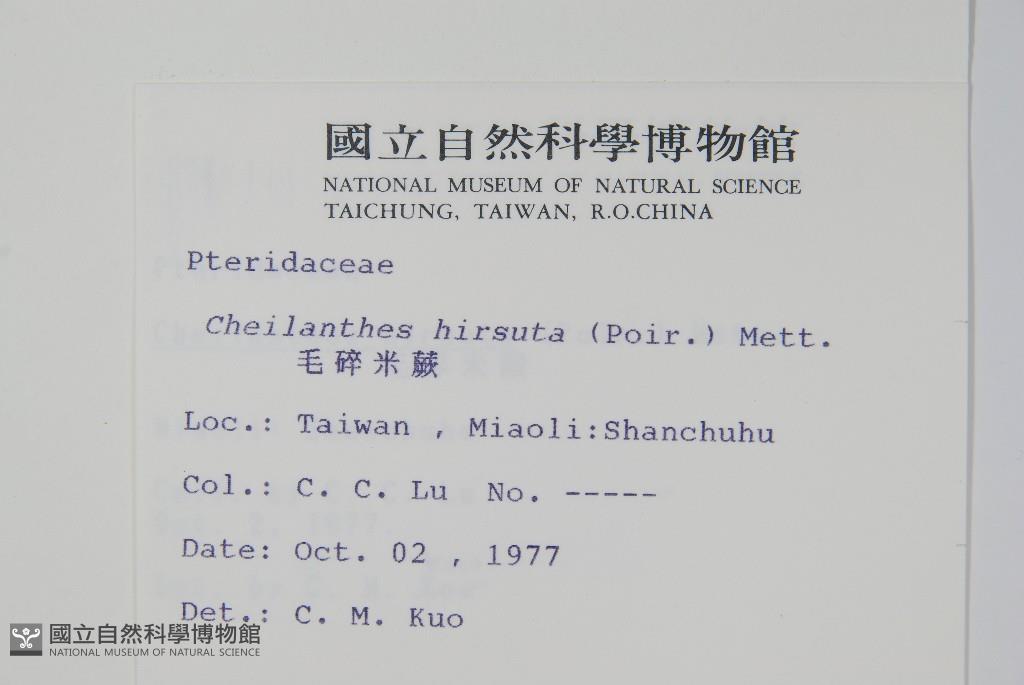 國立自然科學博物館
NATIONAL MUSEUM OF NATURAL SCIENCE
TAICHUNG, TAIWAN, R.O.CHINA
Pteridaceae
Cheilanthes hirsuta (Poir.) Mett.
毛碎米蕨
Loc.: Taiwan , Miaoli:Shanchuhu
Col.: C. C. Lu No. -----
Date: Oct. 02 , 1977
Det.: C. M. Kuo
國立自然科學博物館
NATIONAL MUSEUM OF NATURAL SCIENCE